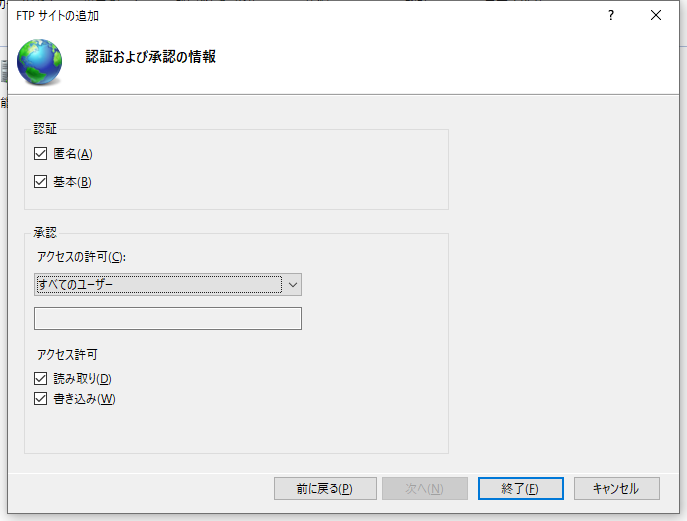 FTP サイトの追加
認証および承認の情報
認証
匿名(A)
基本(B)
承認
アクセスの許可(C):
すべてのユーザー
アクセス許可
読み取り(D)
書き込み(W)
前に戻る(P) 次へ(N) 終了(F) キャンセル